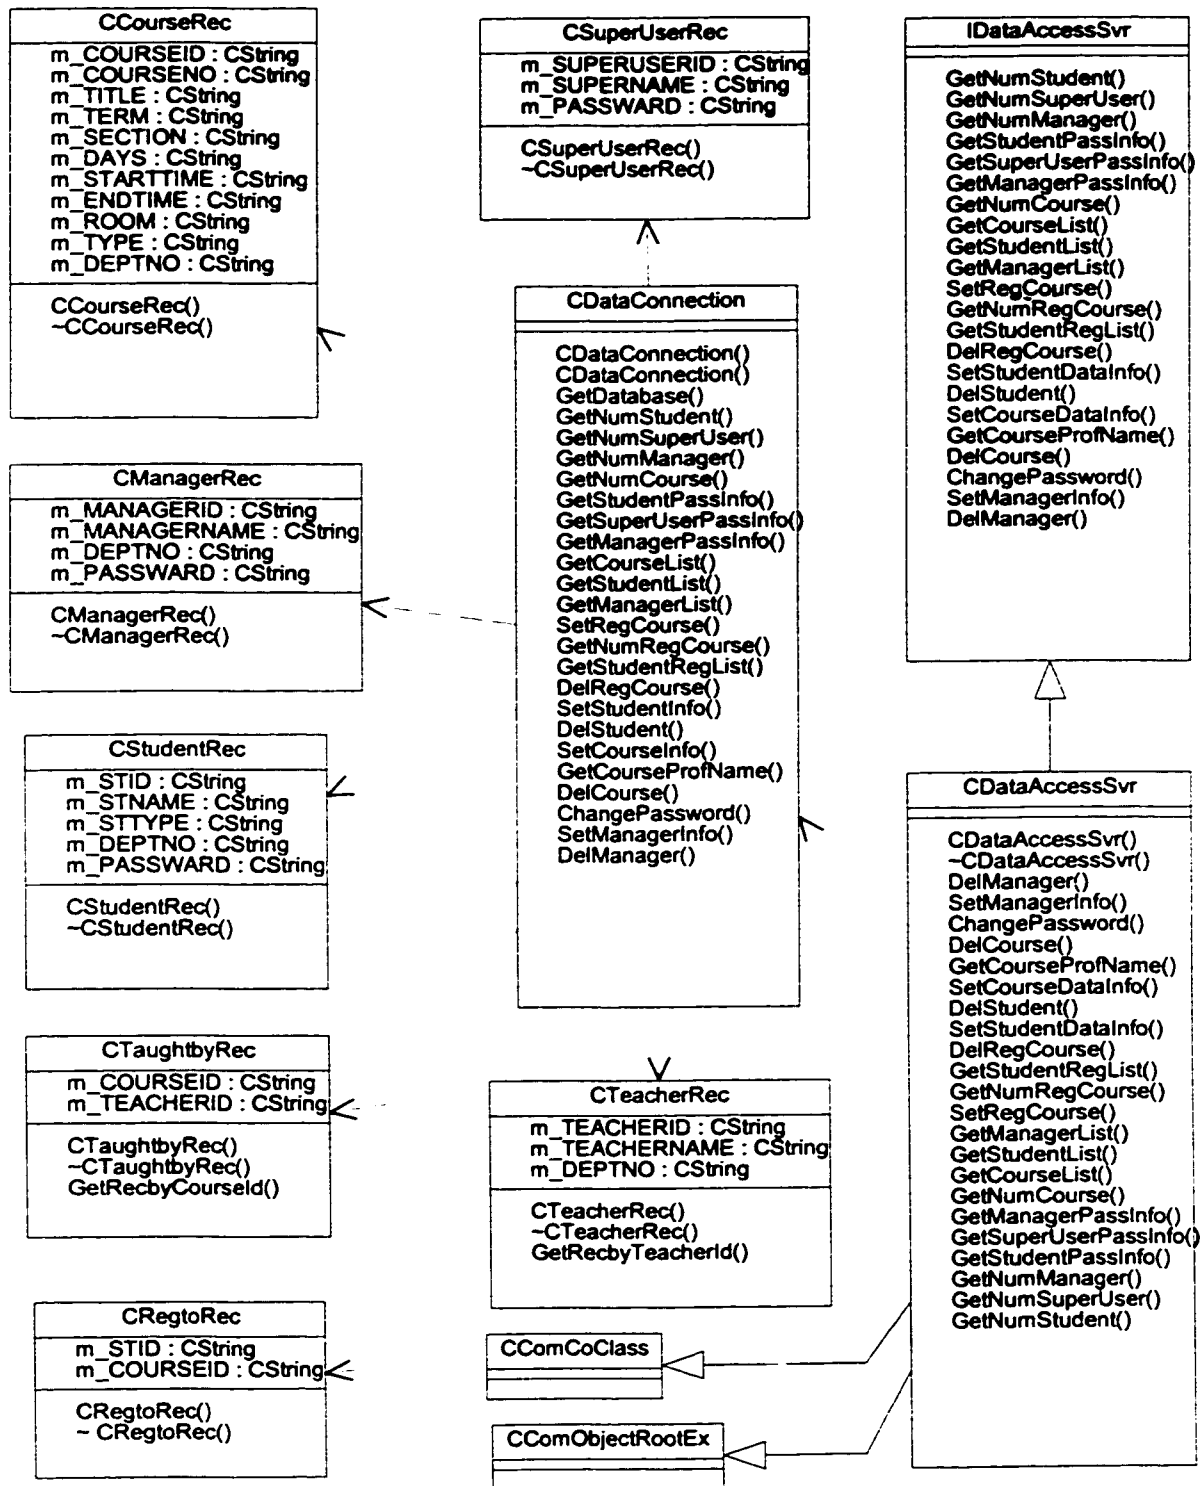 CCourseRec
m_COURSEID : CString
m_COURSENO : CString
m_TITLE : CString
m_TERM : CString
m_SECTION : CString
m_DAYS : CString
m_STARTTIME : CString
m_ENDTIME : CString
m_ROOM : CString
m_TYPE : CString
m_DEPTNO : CString
CCourseRec()
~CCourseRec()
CManagerRec
m_MANAGERID : CString
m_MANAGERNAME : CString
m_DEPTNO : CString
m_PASSWARD : CString
CManagerRec()
~CManagerRec()
CStudentRec
m_STID : CString
m_STNAME : CString
m_STTYPE : CString
m_DEPTNO : CString
m_PASSWARD : CString
CStudentRec()
~CStudentRec()
CTaughtbyRec
m_COURSEID : CString
m_TEACHERID : CString
CTaughtbyRec()
~CTaughtbyRec()
GetRecbyCourseId()
CRegtoRec
m_STID : CString
m_COURSEID : CString
CRegtoRec()
~ CRegtoRec()
CSuperUserRec
m_SUPERUSERID : CString
m_SUPERNAME : CString
m_PASSWARD : CString
CSuperUserRec()
~CSuperUserRec()
CDataConnection
CDataConnection()
CDataConnection()
GetDatabase()
GetNumStudent()
GetNumSuperUser()
GetNumManager()
GetNumCourse()
GetStudentPassInfo()
GetSuperUserPassInfo()
GetManagerPassInfo()
GetCourseList()
GetStudentList()
GetManagerList()
SetRegCourse()
GetNumRegCourse()
GetStudentRegList()
DelRegCourse()
SetStudentInfo()
DelStudent()
SetCourseInfo()
GetCourseProfName()
DelCourse()
ChangePassword()
SetManagerInfo()
DelManager()
CTeacherRec
m_TEACHERID : CString
m_TEACHERNAME : CString
m_DEPTNO : CString
CTeacherRec()
~CTeacherRec()
GetRecbyTeacherId()
CComCoClass
CComObjectRootEx
IDataAccessSvr
GetNumStudent()
GetNumSuperUser()
GetNumManager()
GetStudentPassInfo()
GetSuperUserPassInfo()
GetManagerPassInfo()
GetNumCourse()
GetCourseList()
GetStudentList()
GetManagerList()
SetRegCourse()
GetNumRegCourse()
GetStudentRegList()
DelRegCourse()
SetStudentDataInfo()
DelStudent()
SetCourseDataInfo()
GetCourseProfName()
DelCourse()
ChangePassword()
SetManagerInfo()
DelManager()
CDataAccessSvr
CDataAccessSvr()
~CDataAccessSvr()
DelManager()
SetManagerInfo()
ChangePassword()
DelCourse()
GetCourseProfName()
SetCourseDataInfo()
DelStudent()
SetStudentDataInfo()
DelRegCourse()
GetStudentRegList()
GetNumRegCourse()
SetRegCourse()
GetManagerList()
GetStudentList()
GetCourseList()
GetNumCourse()
GetManagerPassInfo()
GetSuperUserPassInfo()
GetStudentPassInfo()
GetNumManager()
GetNumSuperUser()
GetNumStudent()